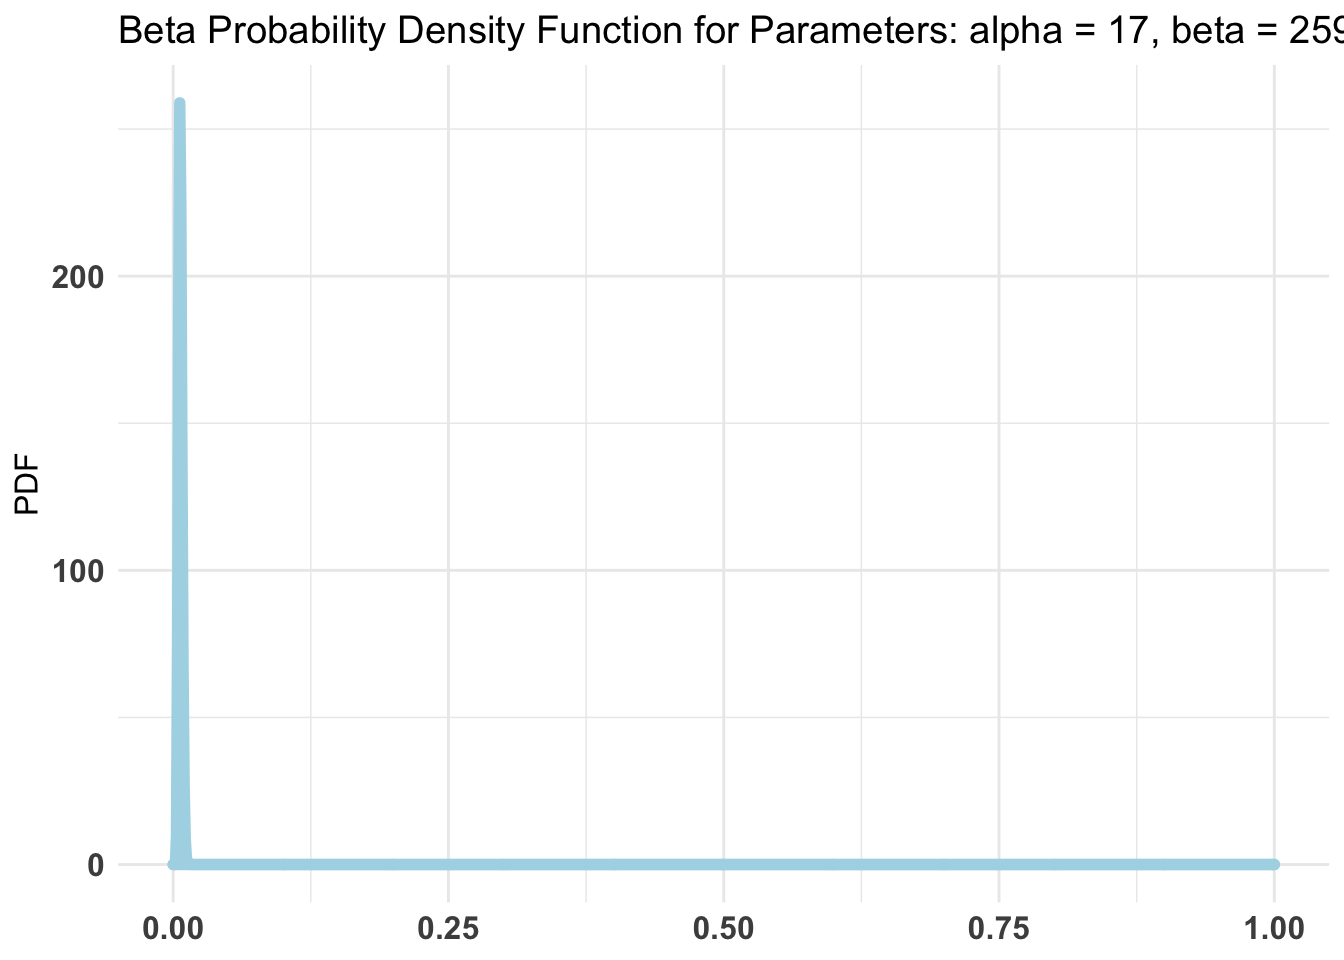 Beta Probability Density Function for Parameters: alpha = 17, beta = 259
PDF
200
100
0
0.00 0.25 0.50 0.75 1.00